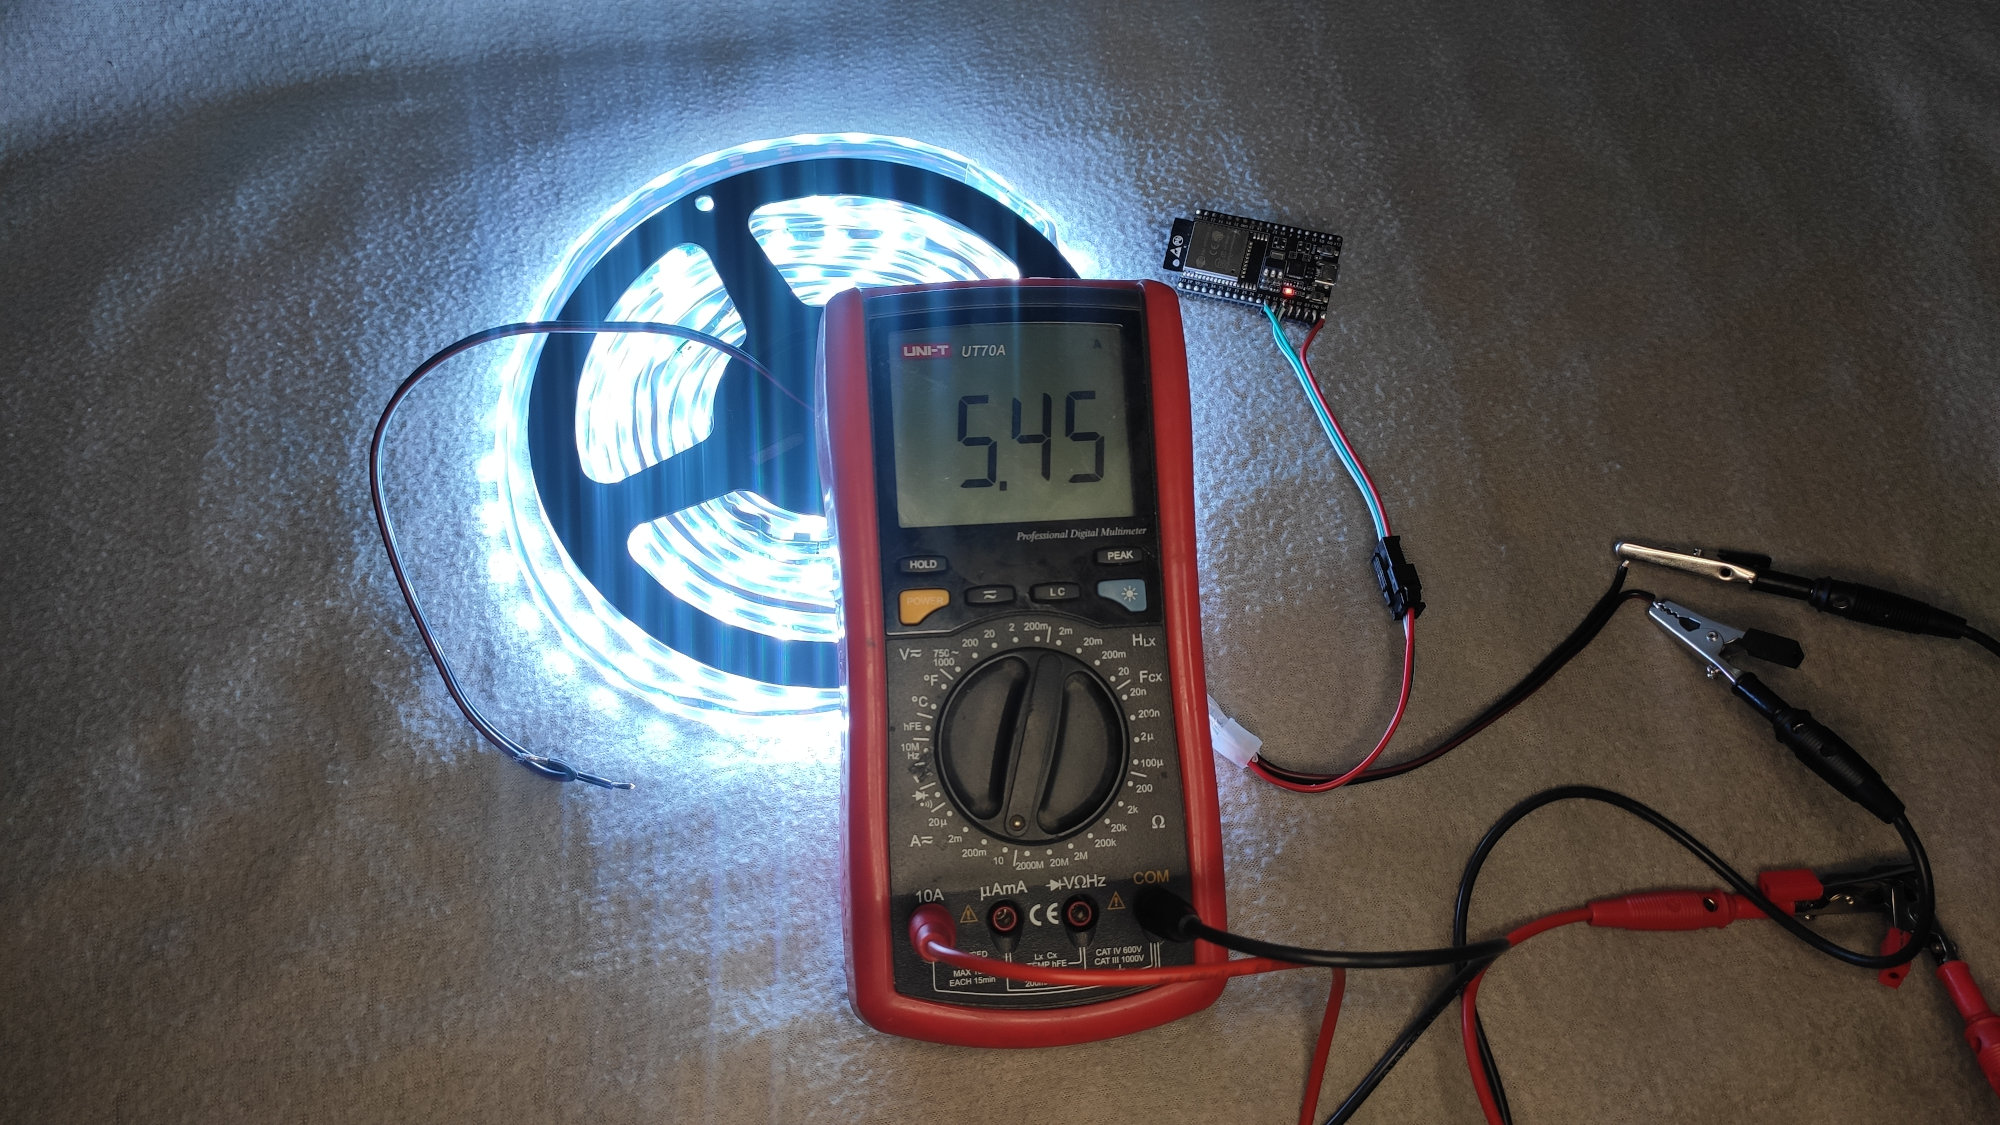 UNI-T UT70A A
5.45
Professional Digital Multimeter
HOLD PEAK
POWER LC
V 750~ 1000 200 20 2 200m 2m 20m 200m HLX
°F 20 FCX
°C 20n
hFE 200n
10M Hz 2µ
100µ
200
20µ 2k Ω
A 2m 20k
200m 10 2000M 20M 2M 200k
10A µAmA VΩHz COM
CE
MAX
EACH 15min
Lx Cx
TEMP hFE
CAT IV 600V
CAT III 1000V